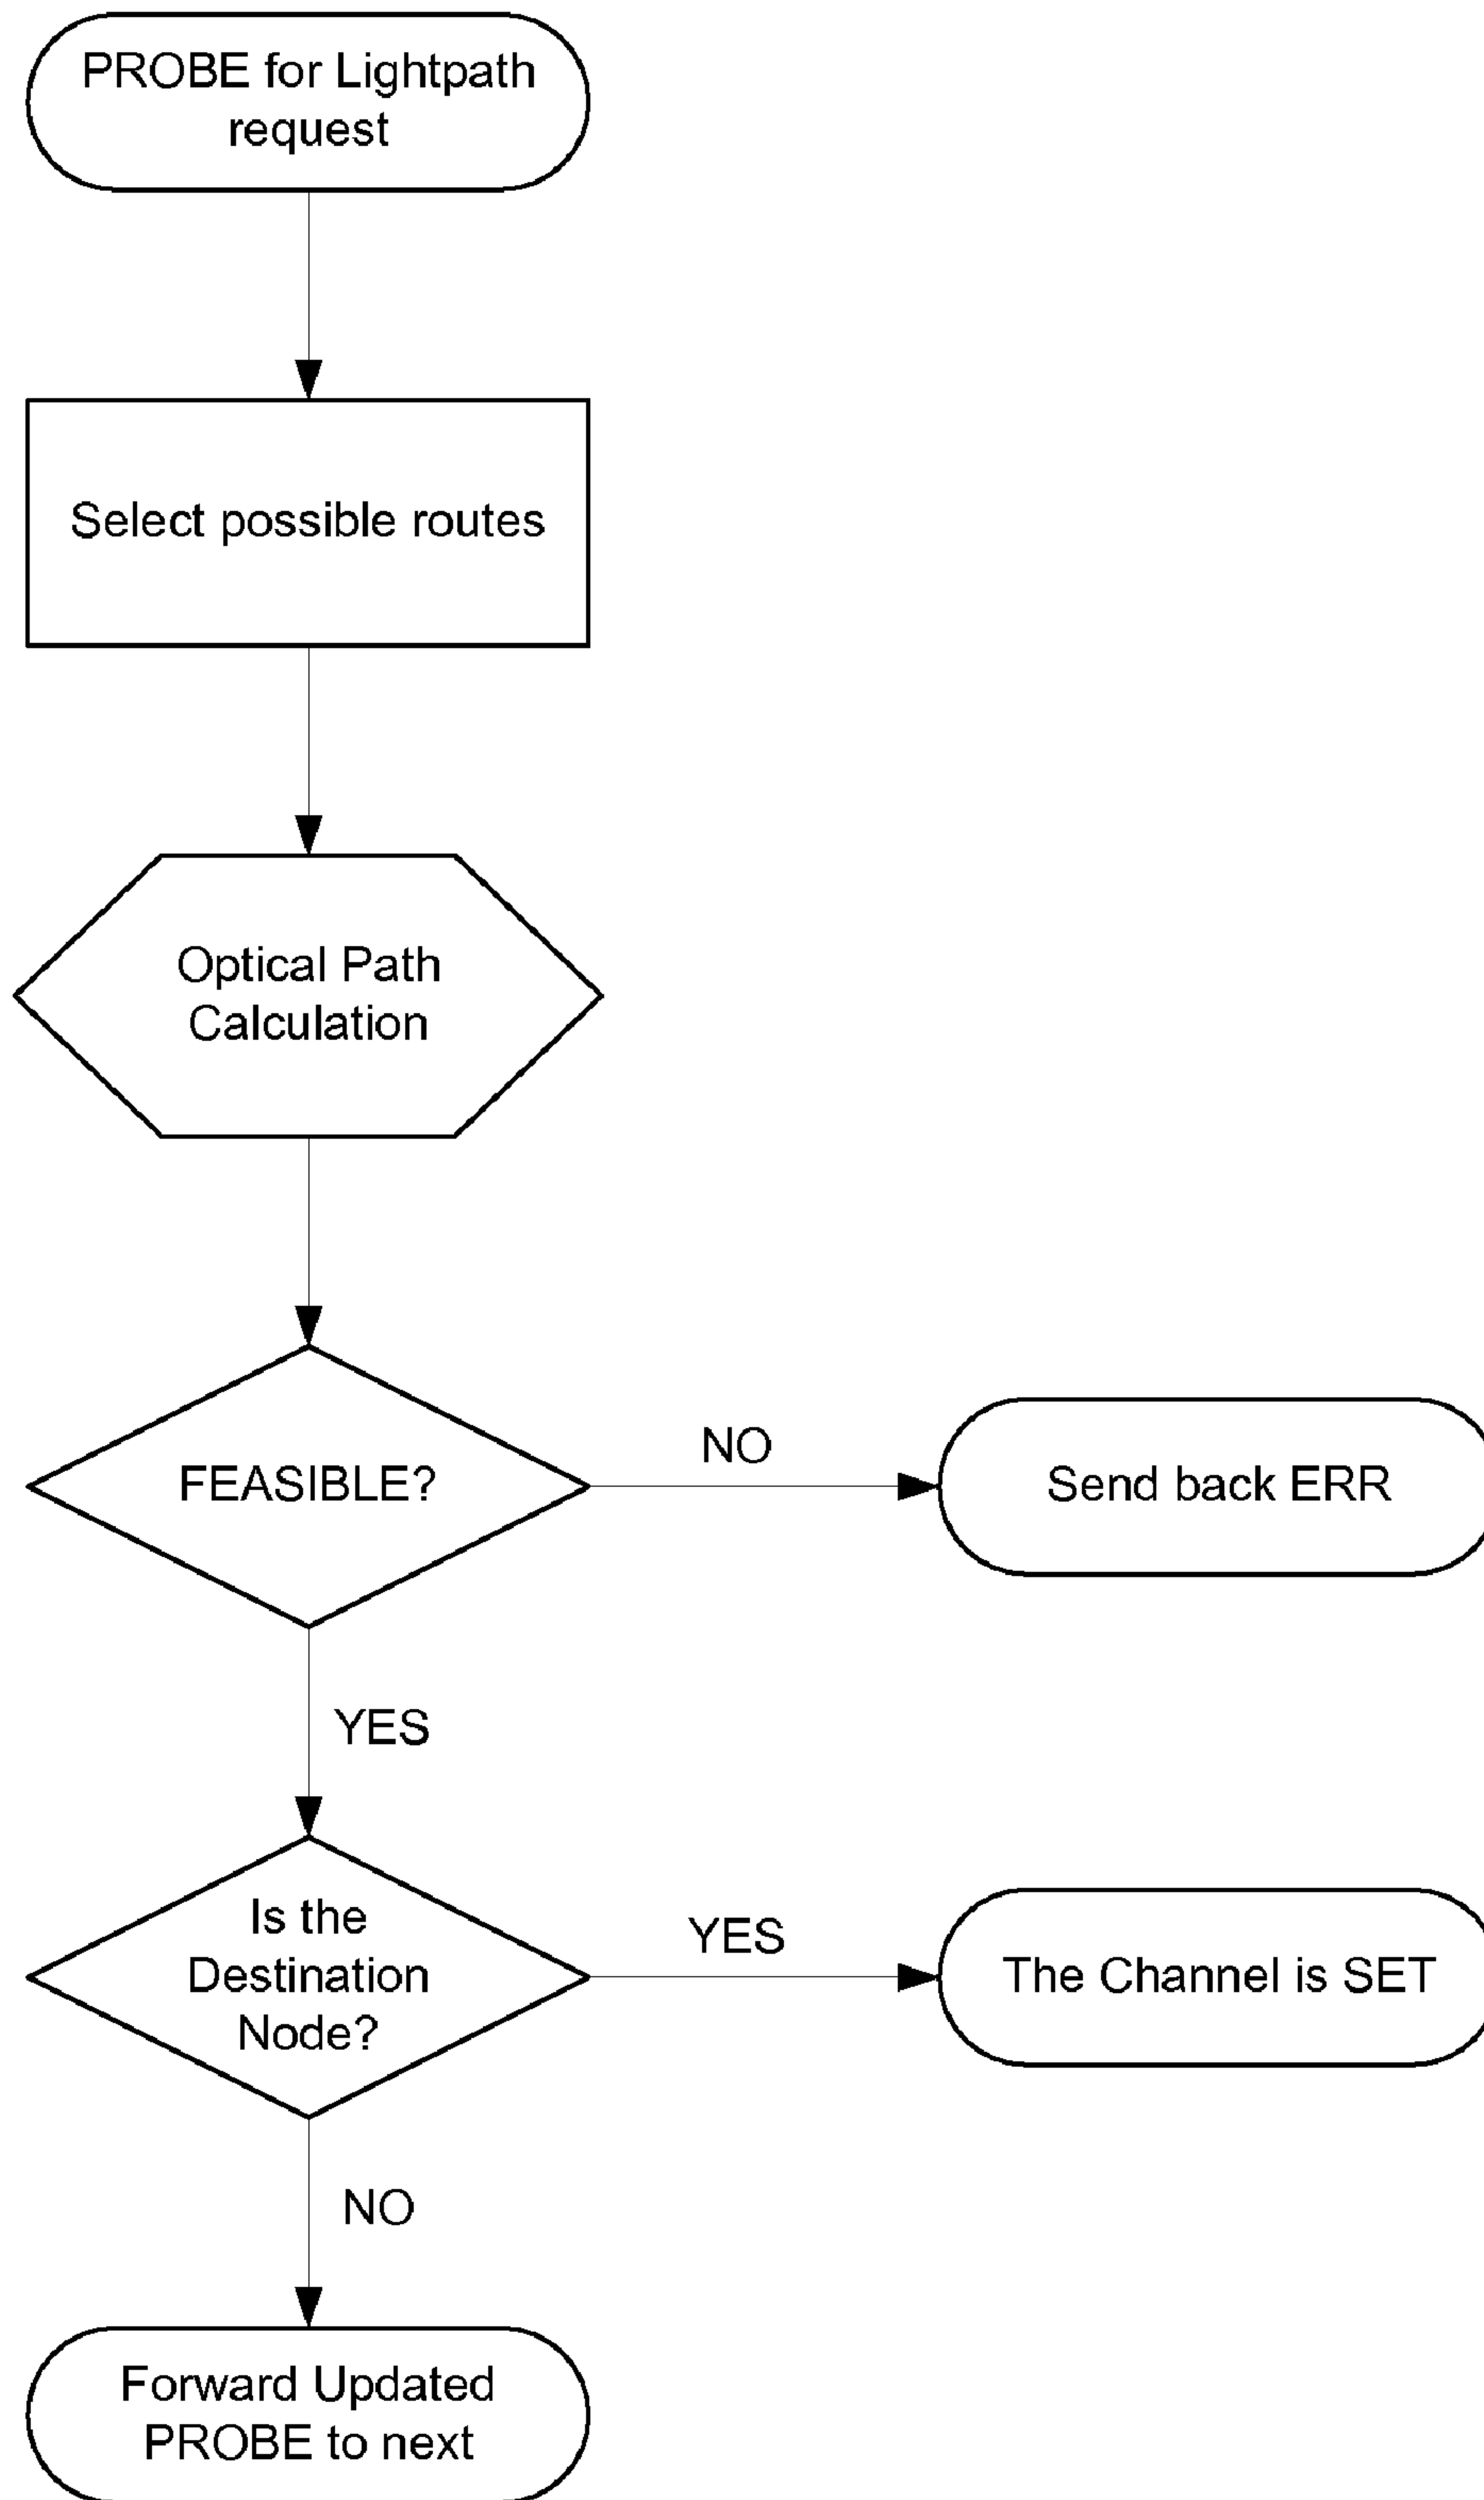 PROBE for Lightpath
request
Select possible routes
Optical Path
Calculation
FEASIBLE?
NO
Send back ERR
YES
Is the
Destination
Node?
YES
The Channel is SET
NO
Forward Updated
PROBE to next